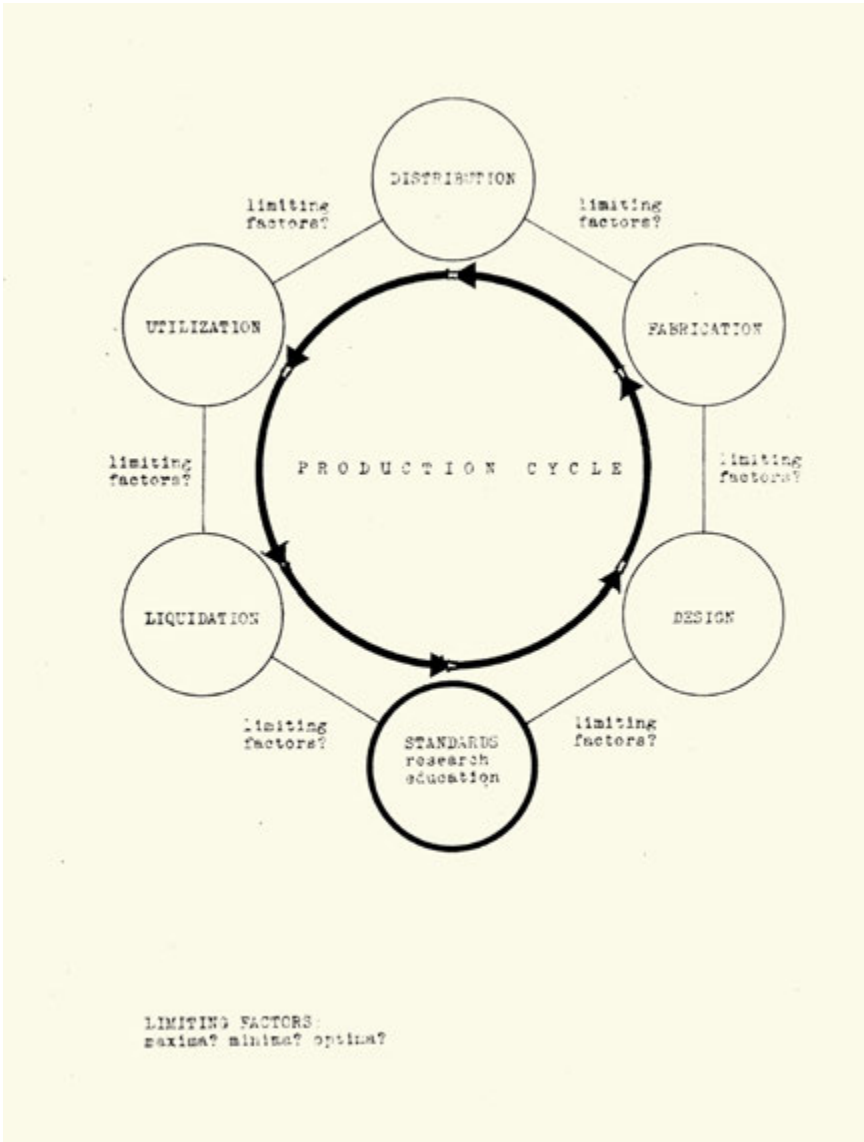 DISTRIBUTION
limiting
factors?
limiting
factors?
UTILIZATION
FABRICATION
PRODUCTION CYCLE
limiting
factors?
limiting
factors?
LIQUIDATION
DESIGN
limiting
factors?
limiting
factors?
STANDARDS
research
education
LIMITING FACTORS:
maxima? minima? optima?